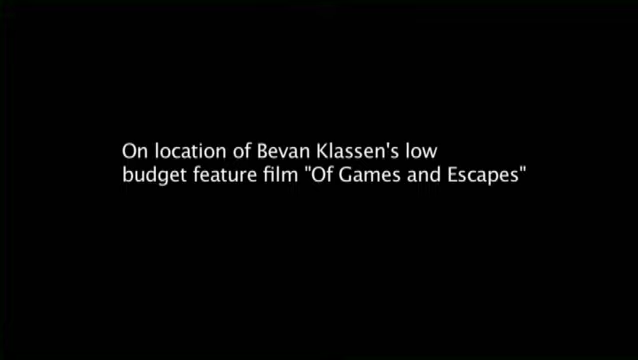 On location of Bevan Klassen's low
budget feature film "Of Games and Escapes"